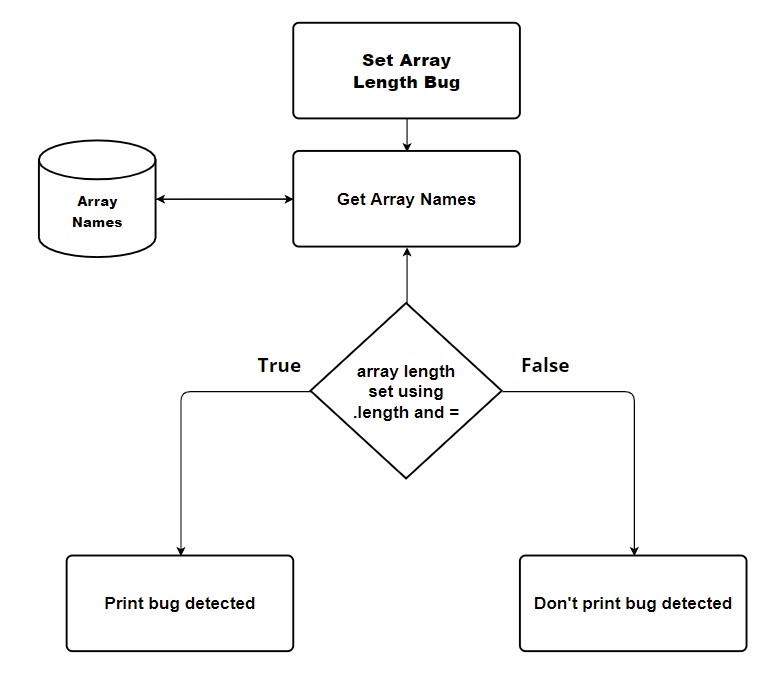 Set Array
Length Bug
Array
Names
Get Array Names
True
False
array length
set using
.length and =
Print bug detected
Don't print bug detected